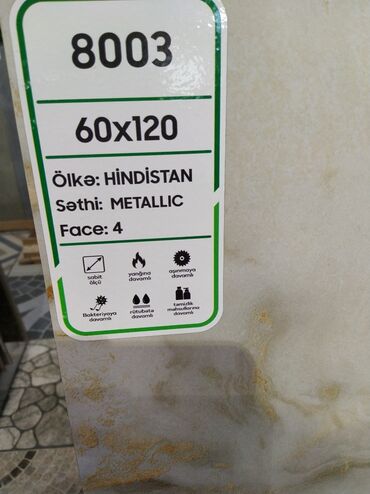 8003
60x120
Ölkə: HİNDİSTAN
Səthi: METALLIC
Face: 4
sabit ölçü
yanğına davamlı
aşınmaya davamlı
Bakteriyaya davamlı
rütubətə davamlı
təmizlik məhsullarına davamlı